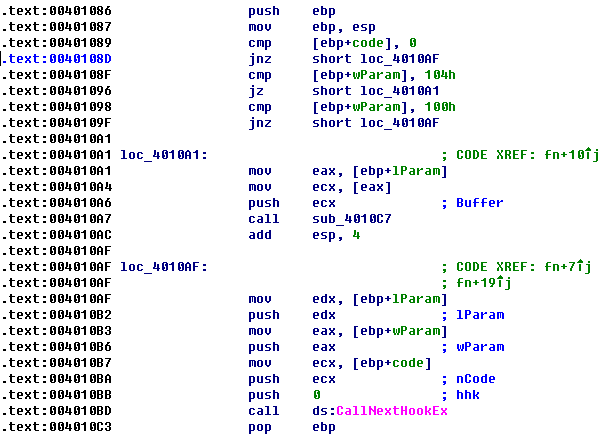 .text:00401086 push ebp
.text:00401087 mov ebp, esp
.text:00401089 cmp [ebp+code], 0
.text:0040108D jnz short loc_4010AF
.text:0040108F cmp [ebp+wParam], 104h
.text:00401096 jz short loc_4010A1
.text:00401098 cmp [ebp+wParam], 100h
.text:0040109F jnz short loc_4010AF
.text:004010A1
.text:004010A1 loc_4010A1: ; CODE XREF: fn+10↑j
.text:004010A1 mov eax, [ebp+lParam]
.text:004010A4 mov ecx, [eax]
.text:004010A6 push ecx ; Buffer
.text:004010A7 call sub_4010C7
.text:004010AC add esp, 4
.text:004010AF
.text:004010AF loc_4010AF: ; CODE XREF: fn+7↑j
.text:004010AF ; fn+19↑j
.text:004010AF mov edx, [ebp+lParam]
.text:004010B2 push edx ; lParam
.text:004010B3 mov eax, [ebp+wParam]
.text:004010B6 push eax ; wParam
.text:004010B7 mov ecx, [ebp+code]
.text:004010BA push ecx ; nCode
.text:004010BB push 0 ; hhk
.text:004010BD call ds:CallNextHookEx
.text:004010C3 pop ebp